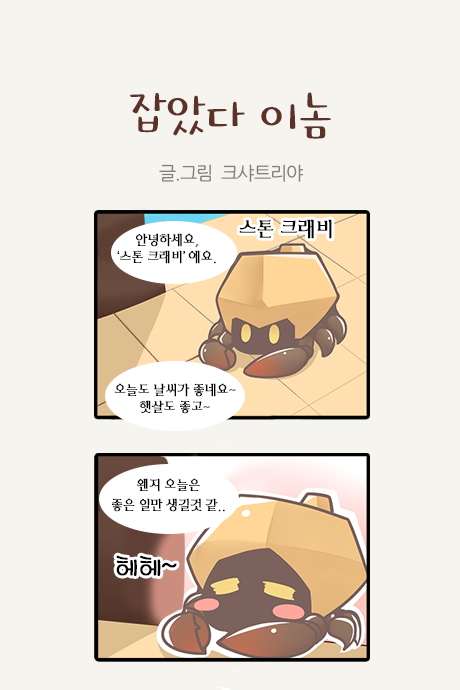 잡았다 이놈
글.그림 크샤트리야
스톤 크래비
안녕하세요,
'스톤 크래비' 에요.
오늘도 날씨가 좋네요~
햇살도 좋고~
왠지 오늘은
좋은 일만 생길것 같..
헤헤~